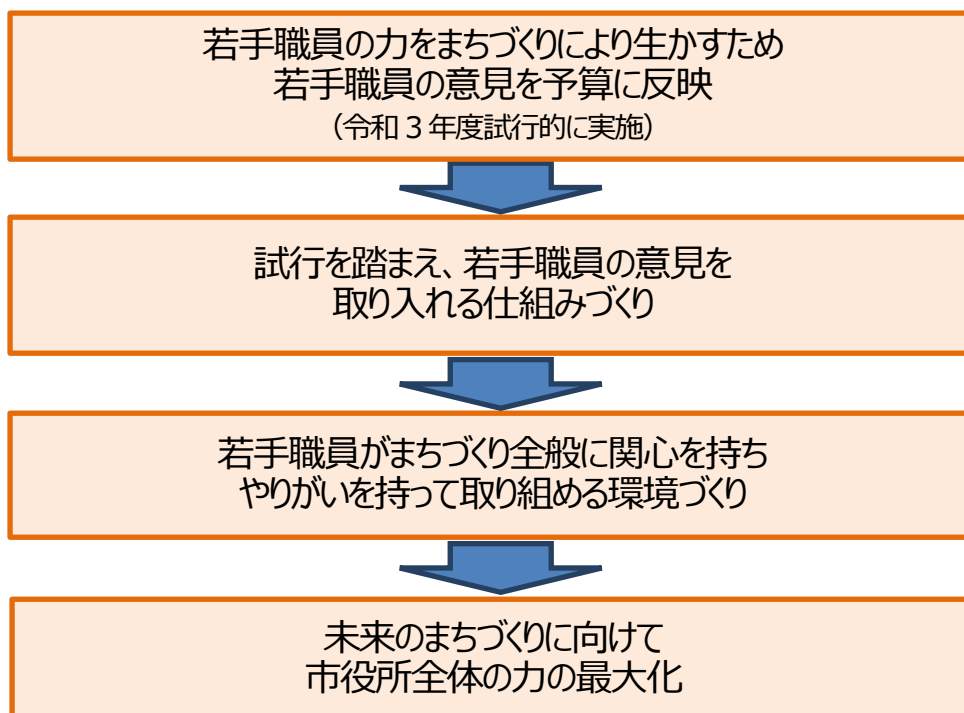 若手職員の力をまちづくりにより生かすため
若手職員の意見を予算に反映
（令和３年度試行的に実施）
試行を踏まえ、若手職員の意見を
取り入れる仕組みづくり
若手職員がまちづくり全般に関心を持ち
やりがいを持って取り組める環境づくり
未来のまちづくりに向けて
市役所全体の力の最大化